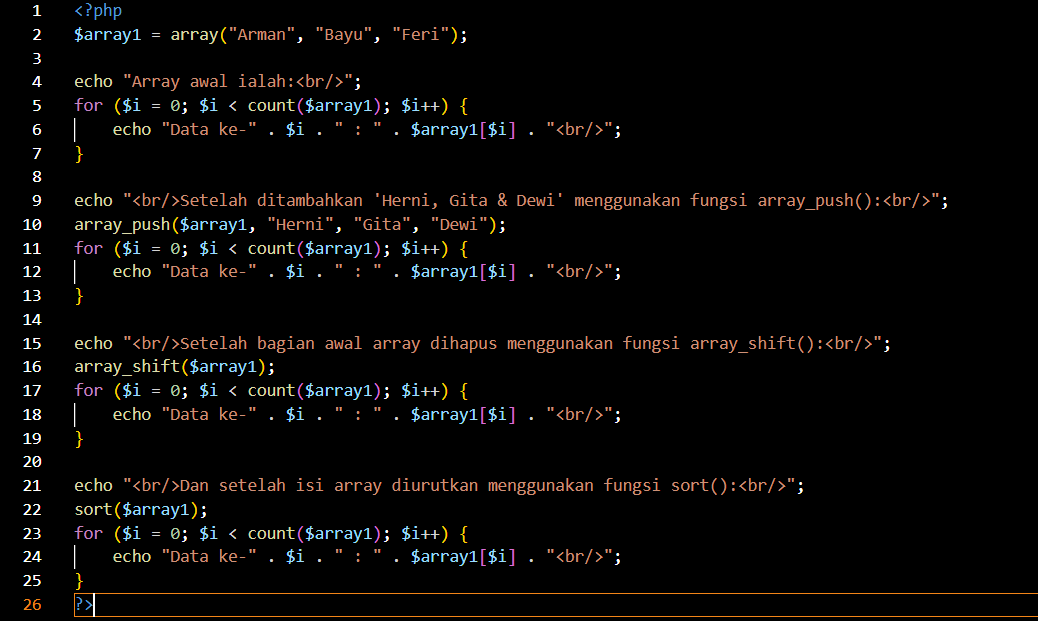 1 <?php
2 $array1 = array("Arman", "Bayu", "Feri");
3
4 echo "Array awal ialah:<br/>";
5 for ($i = 0; $i < count($array1); $i++) {
6 echo "Data ke-" . $i . " : " . $array1[$i] . "<br/>";
7 }
8
9 echo "<br/>Setelah ditambahkan 'Herni, Gita & Dewi' menggunakan fungsi array_push():<br/>";
10 array_push($array1, "Herni", "Gita", "Dewi");
11 for ($i = 0; $i < count($array1); $i++) {
12 echo "Data ke-" . $i . " : " . $array1[$i] . "<br/>";
13 }
14
15 echo "<br/>Setelah bagian awal array dihapus menggunakan fungsi array_shift():<br/>";
16 array_shift($array1);
17 for ($i = 0; $i < count($array1); $i++) {
18 echo "Data ke-" . $i . " : " . $array1[$i] . "<br/>";
19 }
20
21 echo "<br/>Dan setelah isi array diurutkan menggunakan fungsi sort():<br/>";
22 sort($array1);
23 for ($i = 0; $i < count($array1); $i++) {
24 echo "Data ke-" . $i . " : " . $array1[$i] . "<br/>";
25 }
26 ?>